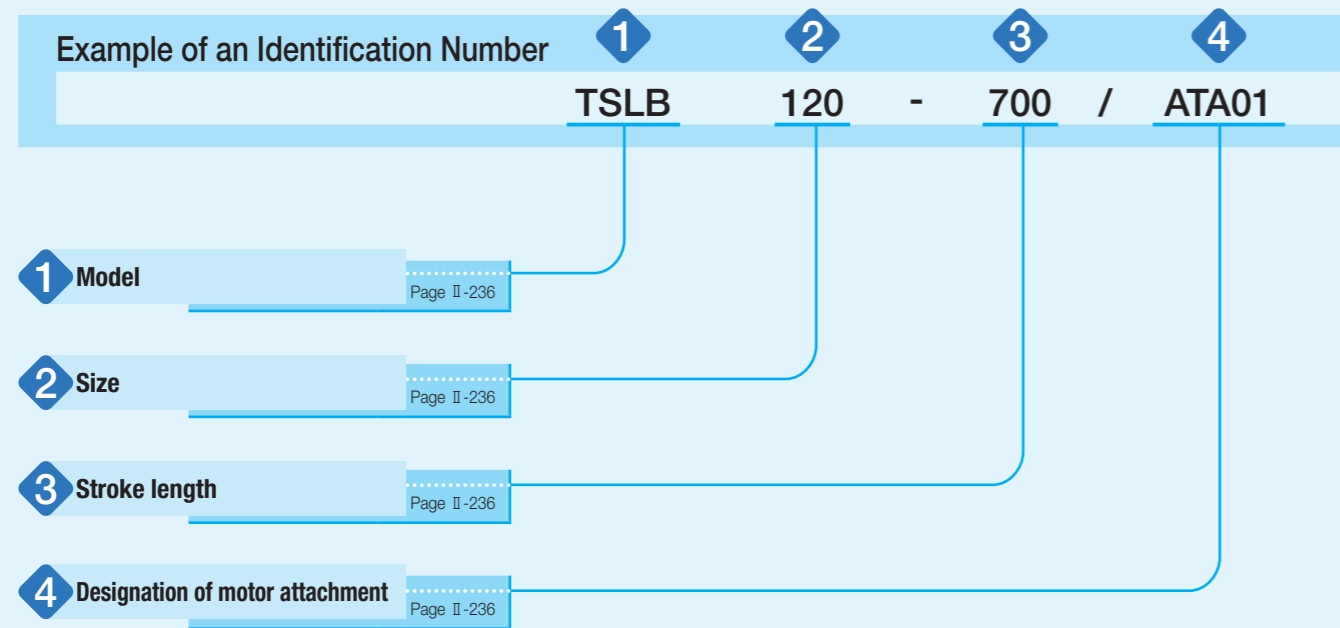 Example of an Identification Number 1 2 3 4
TSLB 120 - 700 / ATA01
1 Model
Page Ⅱ-236
2 Size
Page Ⅱ-236
3 Stroke length
Page Ⅱ-236
4 Designation of motor attachment
Page Ⅱ-236